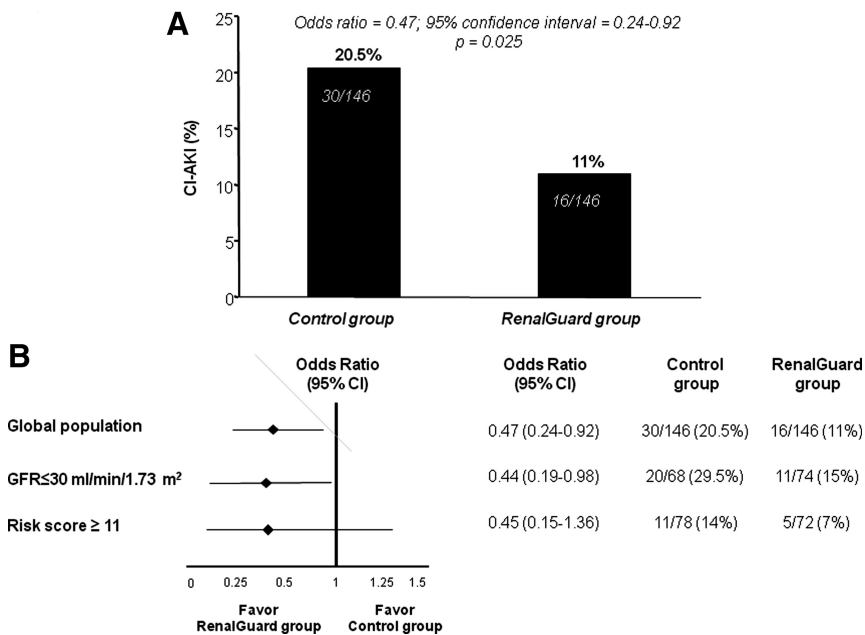 A
Odds ratio = 0.47; 95% confidence interval = 0.24-0.92
p = 0.025
25
20
15
10
5
0
CI-AKI (%)
20.5%
30/146
11%
16/146
Control group
RenalGuard group
B
Odds Ratio
(95% CI)
Odds Ratio
(95% CI)
Control
group
RenalGuard
group
Global population
0.47 (0.24-0.92)
30/146 (20.5%)
16/146 (11%)
GFR≤30 ml/min/1.73 m²
0.44 (0.19-0.98)
20/68 (29.5%)
11/74 (15%)
Risk score ≥ 11
0.45 (0.15-1.36)
11/78 (14%)
5/72 (7%)
0 0.25 0.5 1 1.25 1.5
Favor
RenalGuard group
Favor
Control group